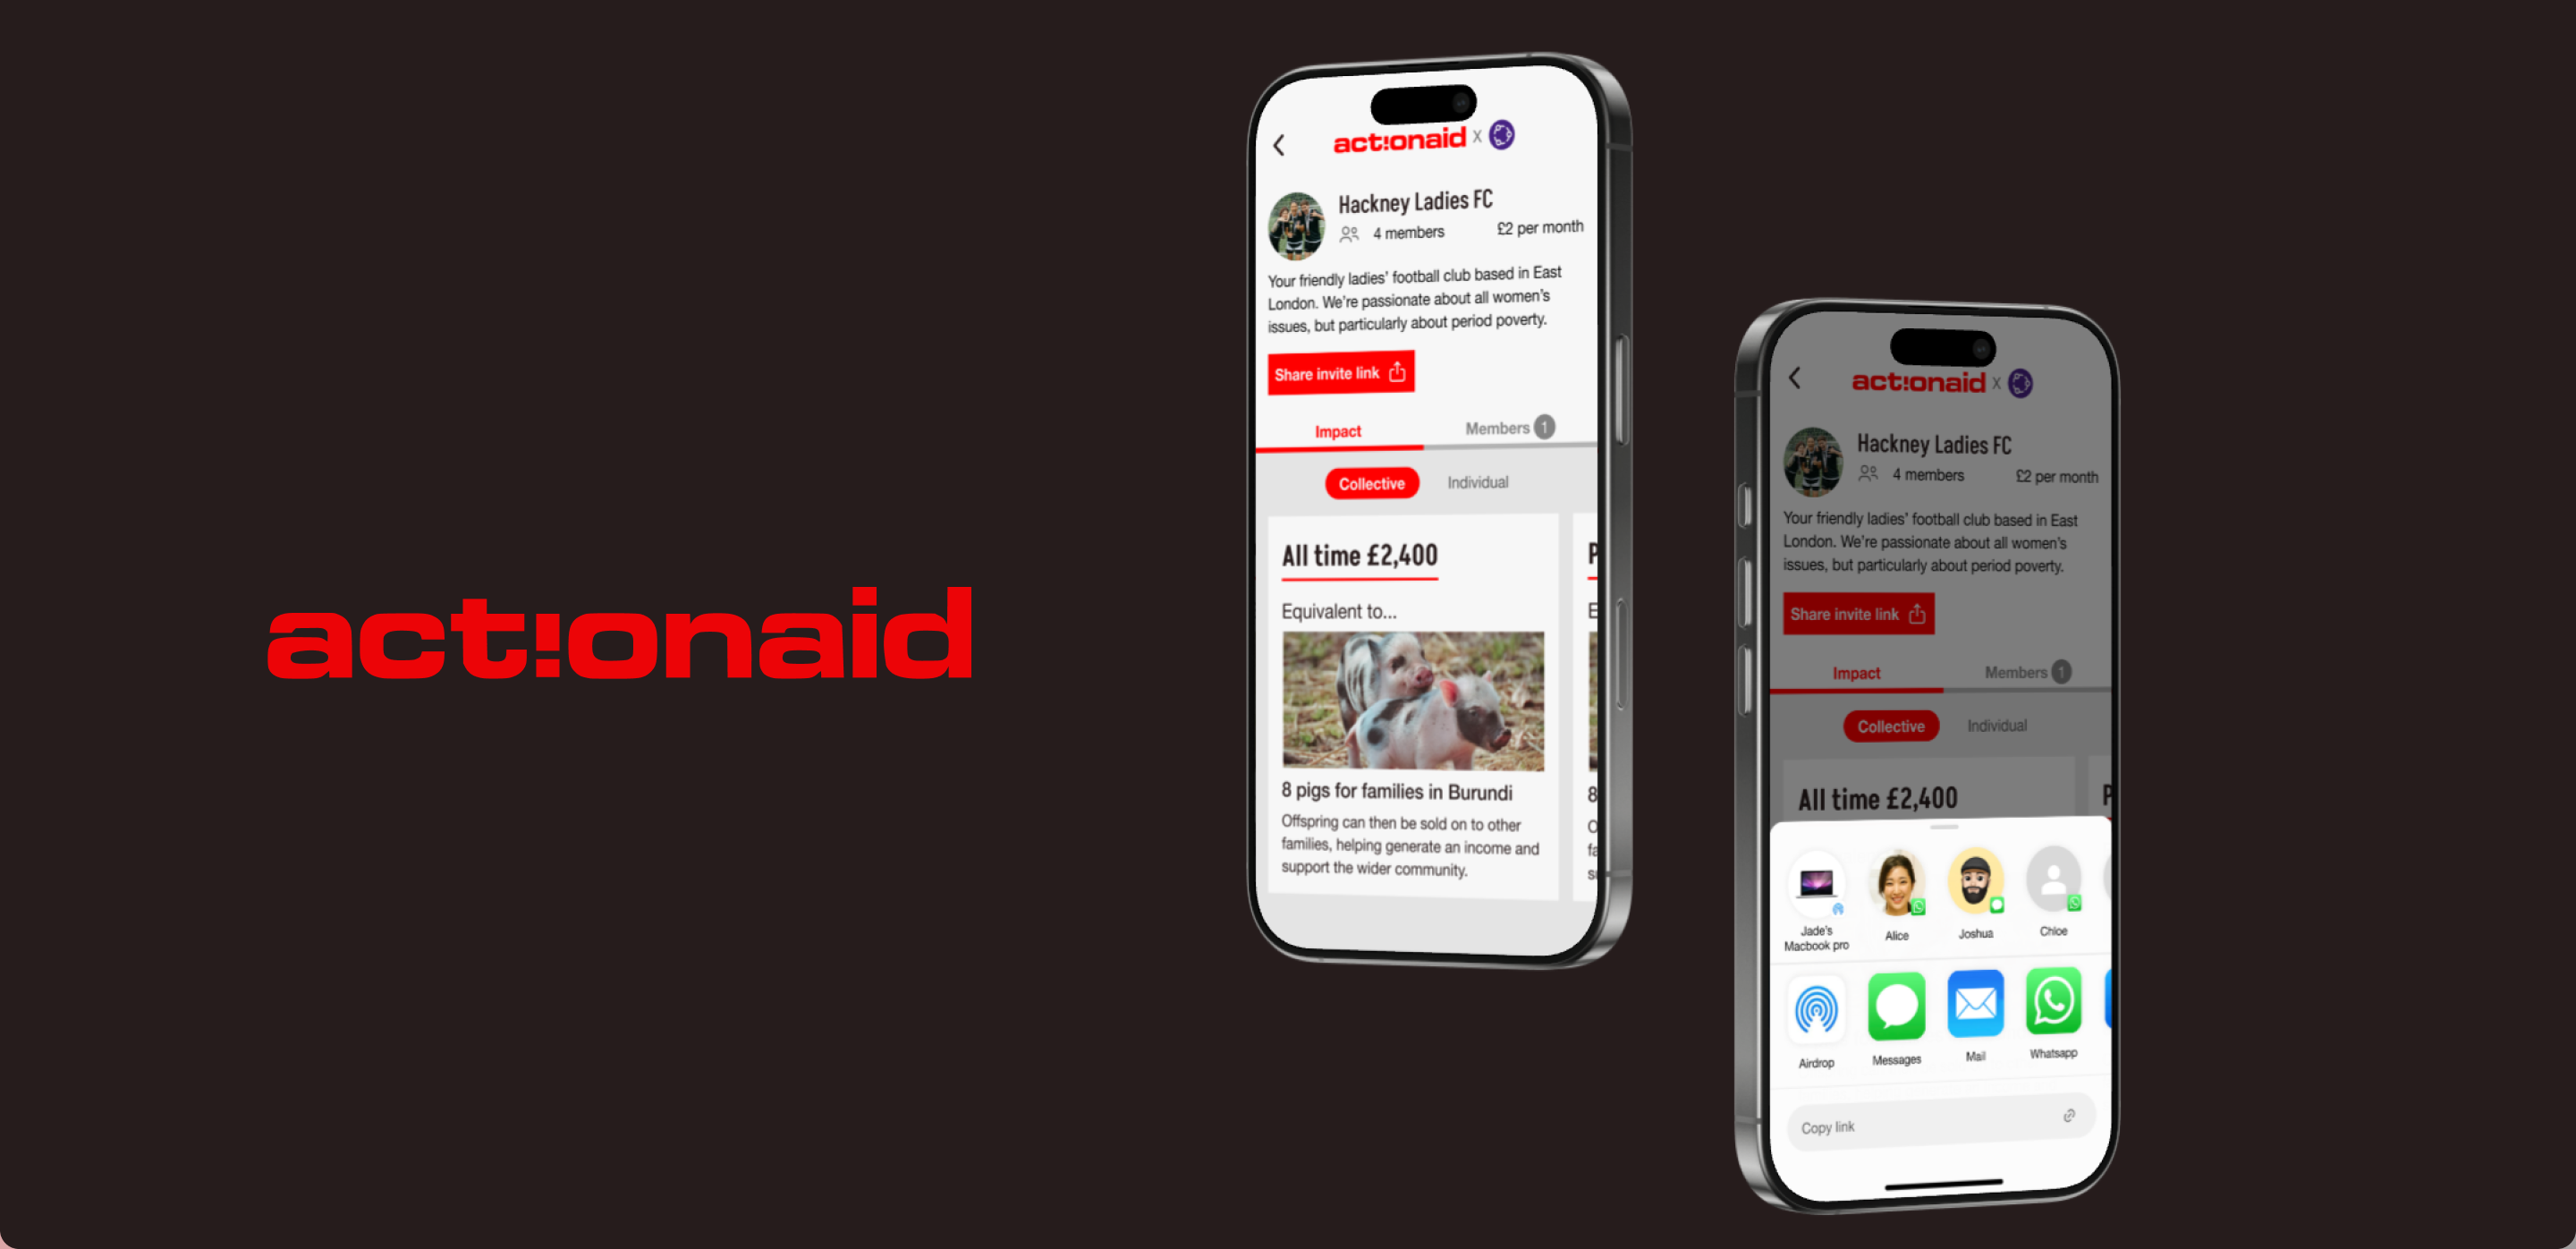 act!onaid
act!onaid x
Hackney Ladies FC
4 members £2 per month
Your friendly ladies' football club based in East
London. We're passionate about all women's
issues, but particularly about period poverty.
Share invite link
Impact Members 1
Collective Individual
All time £2,400
Equivalent to...
8 pigs for families in Burundi
Offspring can then be sold on to other
families, helping generate an income and
support the wider community.
P
E
8
O
fa
s
act!onaid x
Hackney Ladies FC
4 members £2 per month
Your friendly ladies' football club based in East
London. We're passionate about all women's
issues, but particularly about period poverty.
Share invite link
Impact Members 1
Collective Individual
All time £2,400
P
Jade's
Macbook pro
Alice
Joshua
Chloe
Airdrop
Messages
Mail
Whatsapp
Copy link